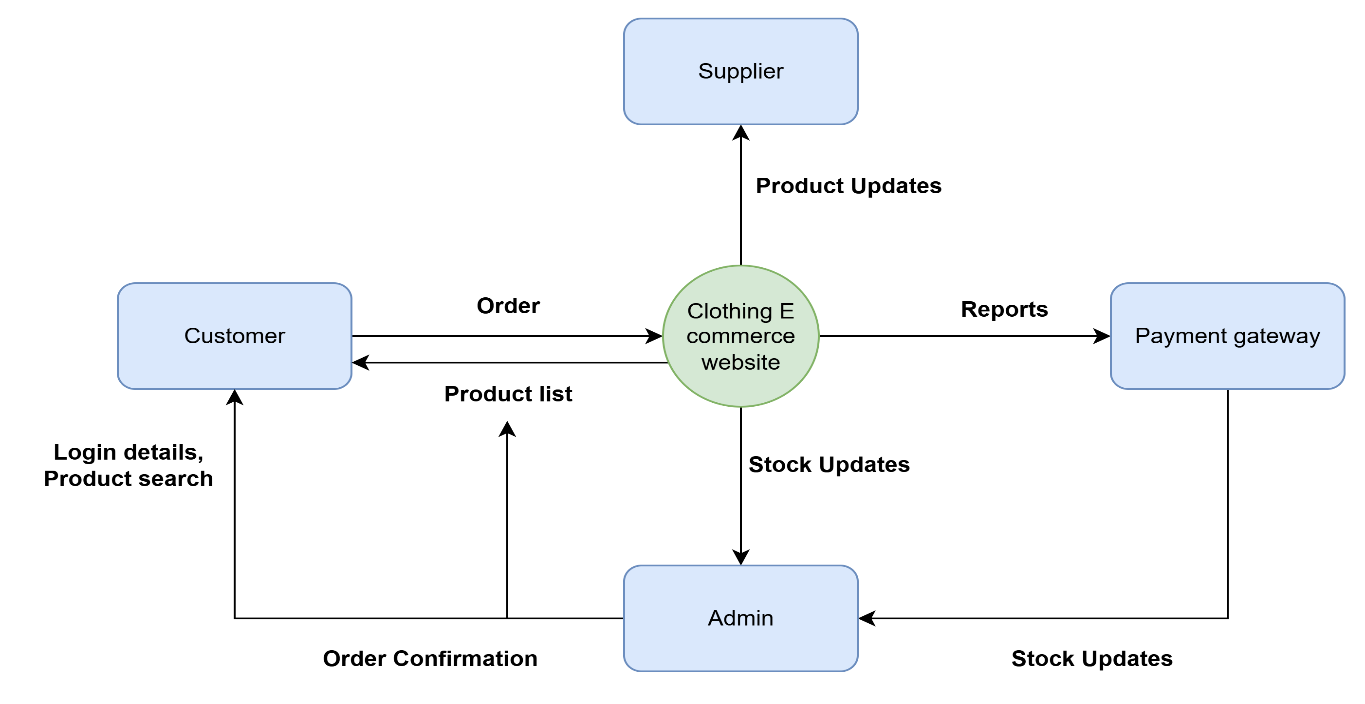 Supplier
Product Updates
Order
Clothing E
commerce
website
Reports
Customer
Payment gateway
Product list
Login details,
Product search
Stock Updates
Admin
Order Confirmation
Stock Updates